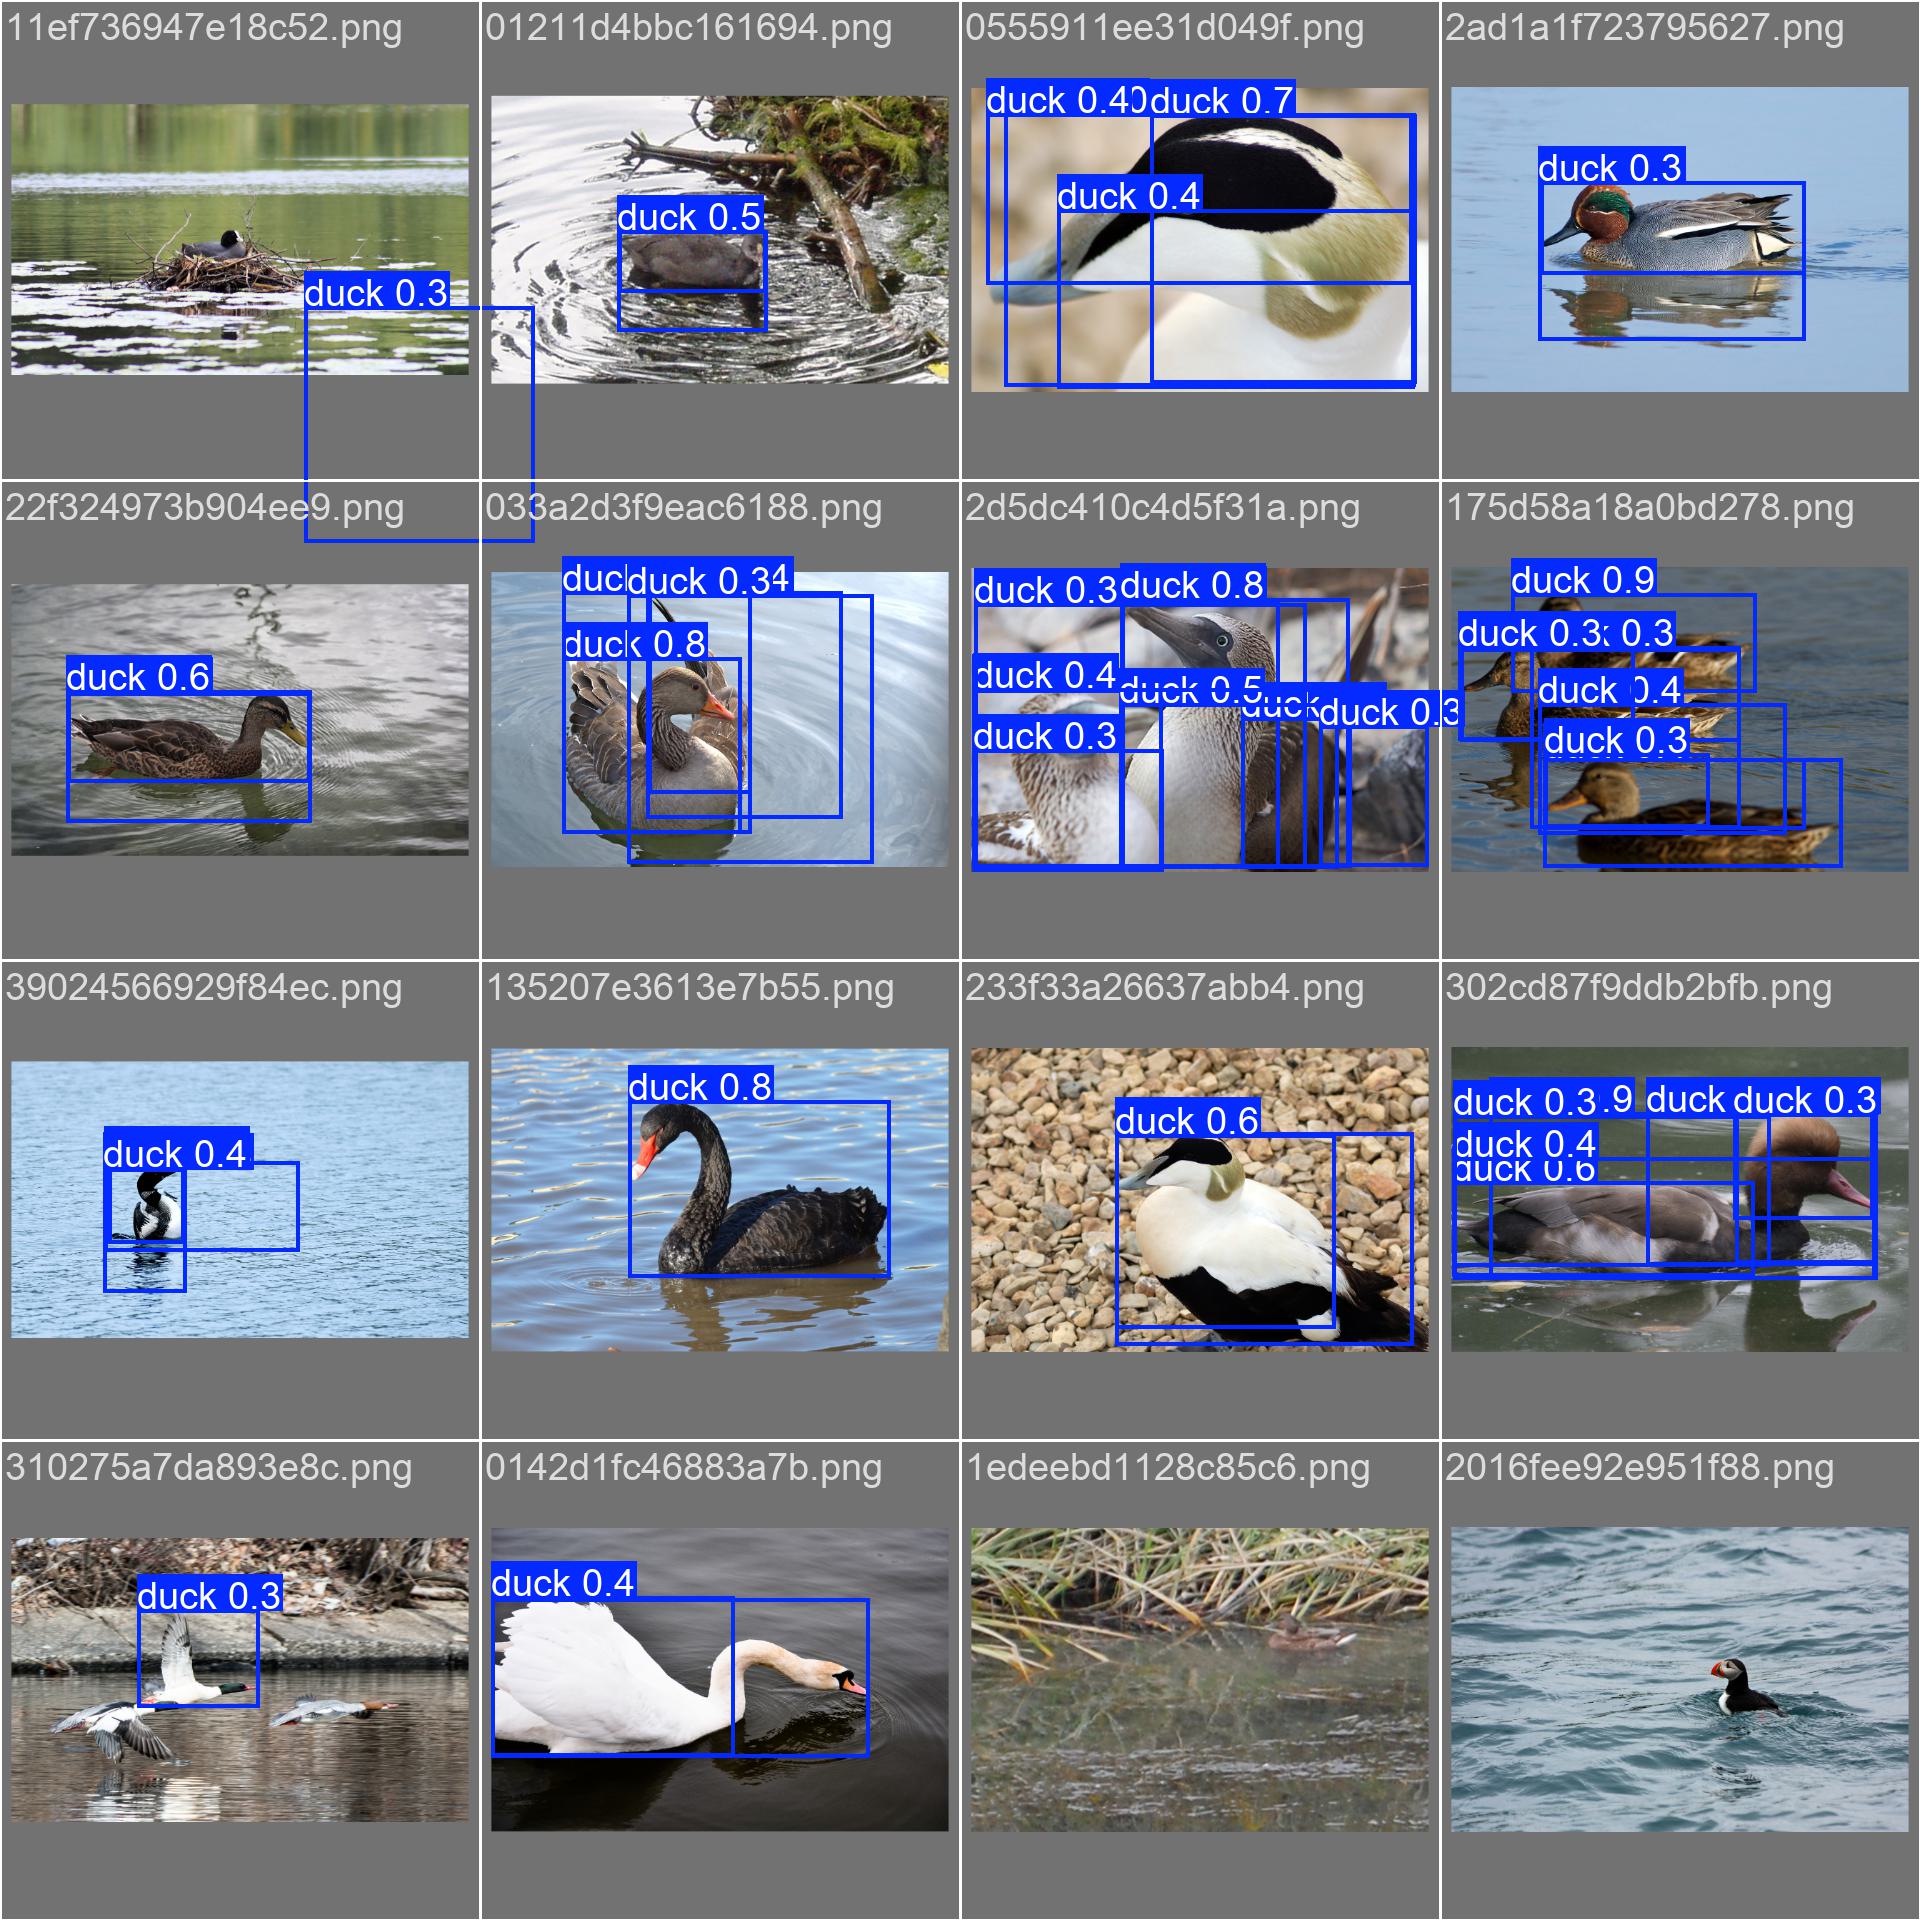 11ef736947e18c52.png
01211d4bbc161694.png
0555911ee31d049f.png
2ad1a1f723795627.png
duck 0.3
duck 0.5
duck 0.40
duck 0.7
duck 0.4
duck 0.3
22f324973b904ee9.png
033a2d3f9eac6188.png
2d5dc410c4d5f31a.png
175d58a18a0bd278.png
duck 0.6
duck 0.34
duck 0.8
duck 0.3
duck 0.8
duck 0.4
duck 0.5
duck 0.3
duck 0.3
duck 0.9
duck 0.3
0.3
duck 0.4
duck 0.3
39024566929f84ec.png
135207e3613e7b55.png
233f33a26637abb4.png
302cd87f9ddb2bfb.png
duck 0.4
duck 0.8
duck 0.6
duck 0.3
.9
duck
duck 0.3
duck 0.4
duck 0.6
310275a7da893e8c.png
0142d1fc46883a7b.png
1edeebd1128c85c6.png
2016fee92e951f88.png
duck 0.3
duck 0.4